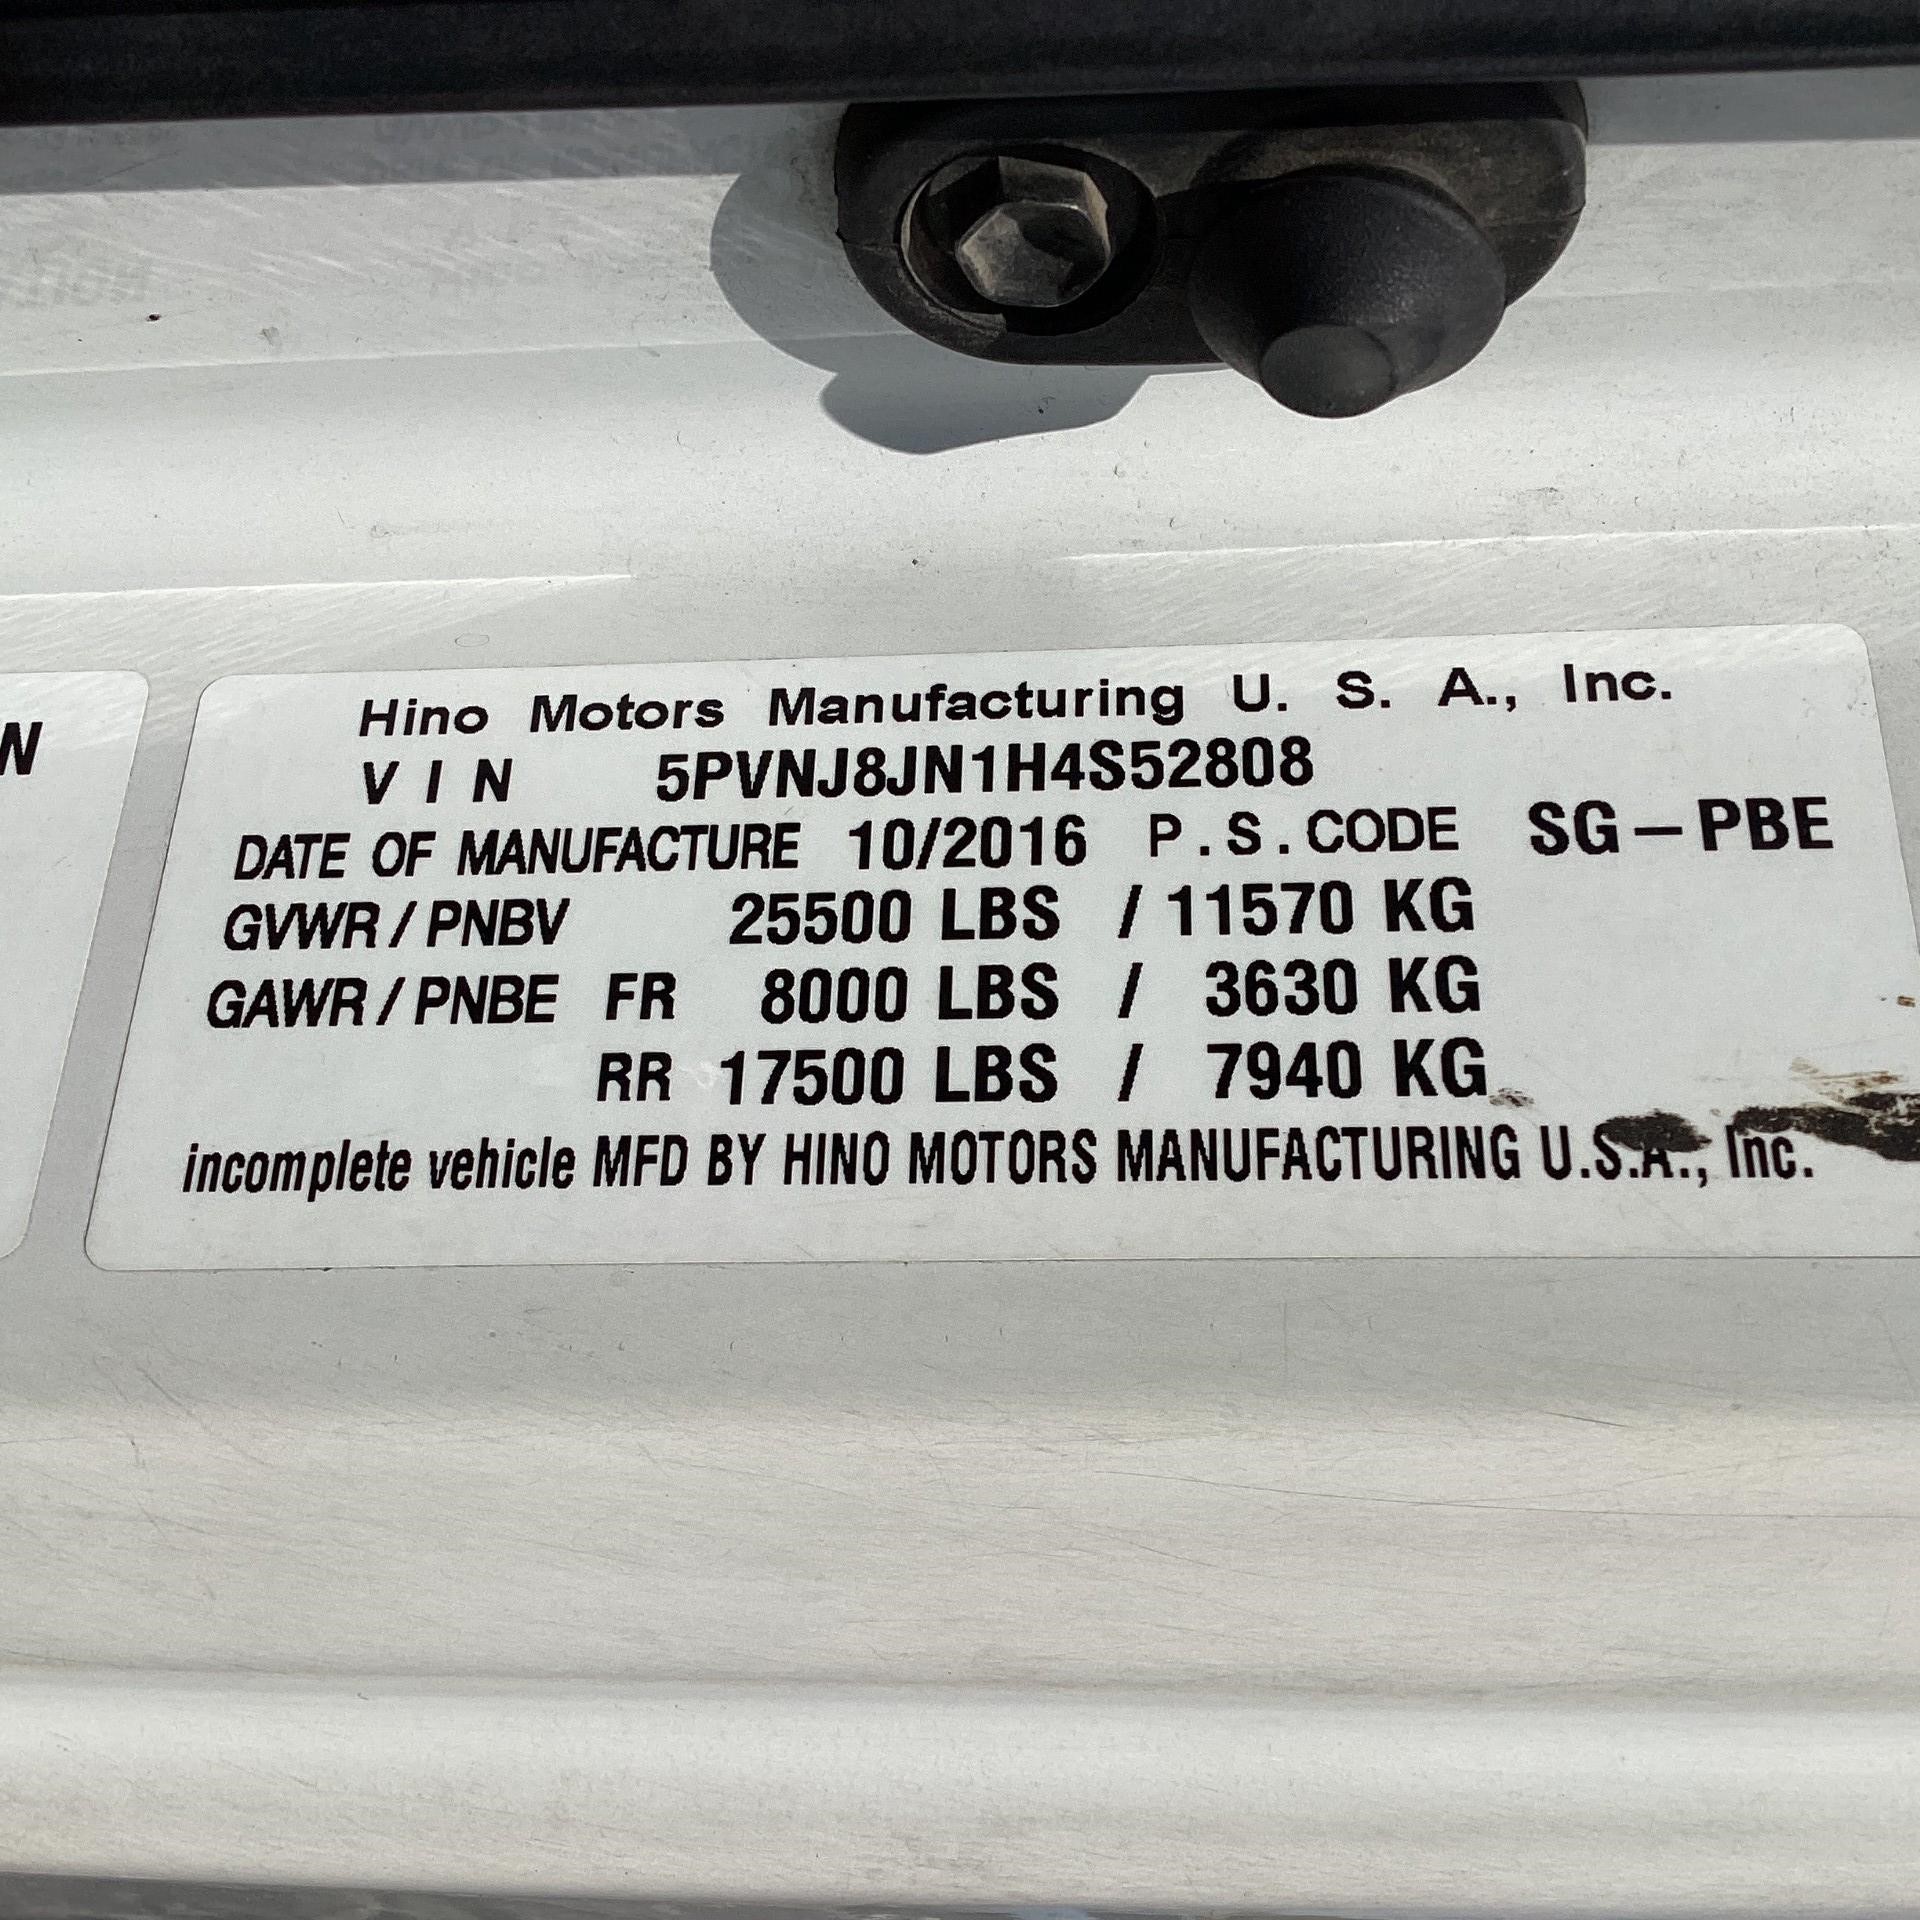 Hino Motors Manufacturing U. S. A., Inc.
V I N 5PVNJ8JN1H4S52808
DATE OF MANUFACTURE 10/2016 P.S.CODE SG-PBE
GVWR/PNBV 25500 LBS / 11570 KG
GAWR/PNBE FR 8000 LBS / 3630 KG
RR 17500 LBS / 7940 KG
incomplete vehicle MFD BY HINO MOTORS MANUFACTURING U.S.A., Inc.